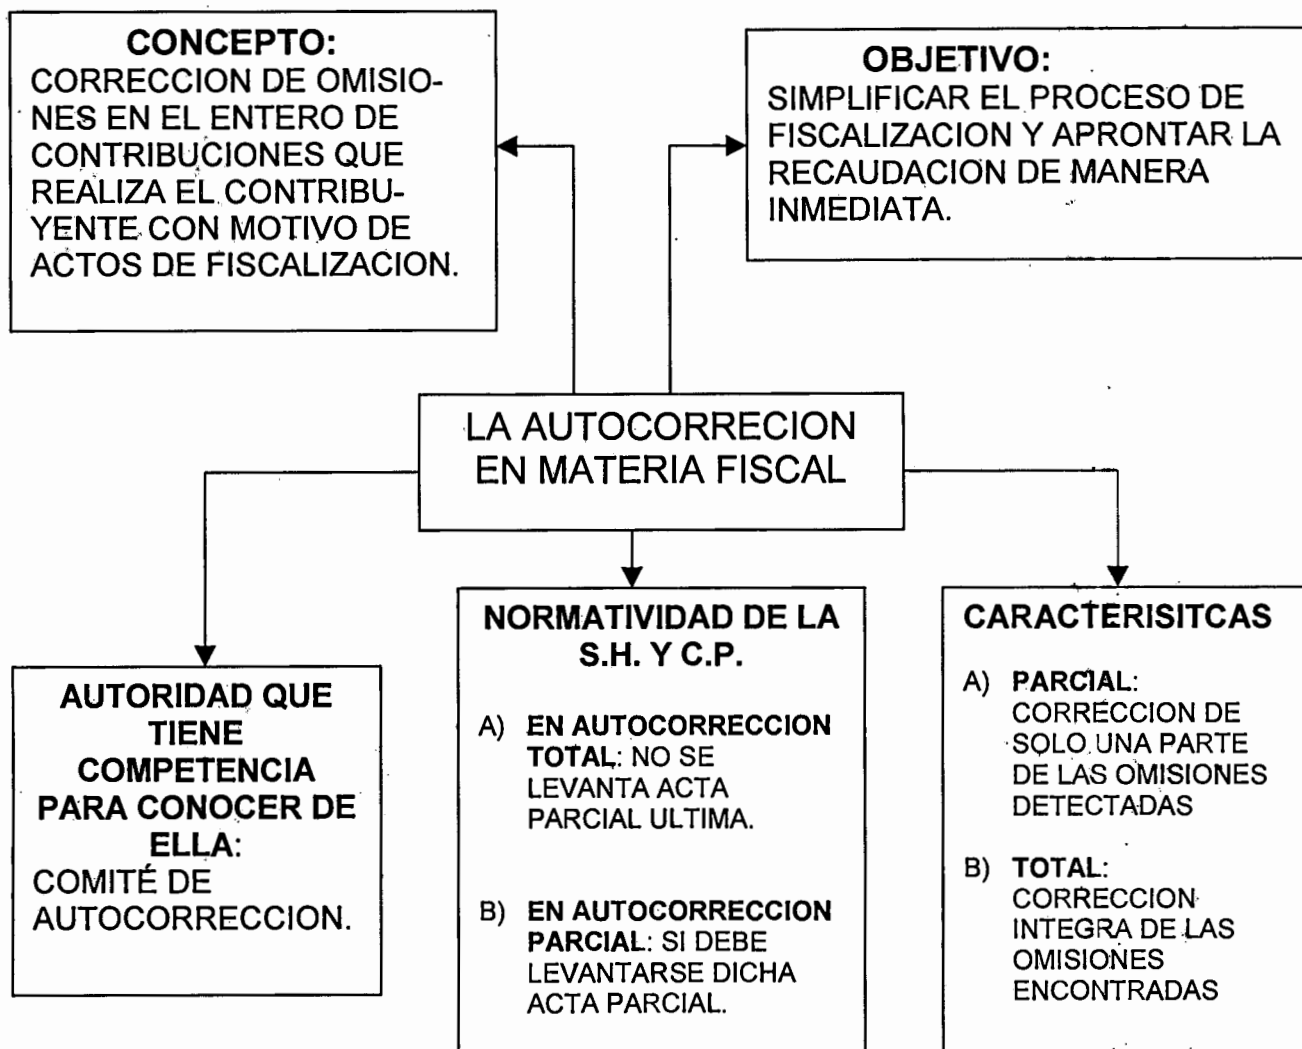 CONCEPTO:
CORRECCION DE OMISIO-
NES EN EL ENTERO DE
CONTRIBUCIONES QUE
REALIZA EL CONTRIBU-
YENTE CON MOTIVO DE
ACTOS DE FISCALIZACION.
OBJETIVO:
SIMPLIFICAR EL PROCESO DE
FISCALIZACION Y APRONTAR LA
RECAUDACION DE MANERA
INMEDIATA.
LA AUTOCORRECION
EN MATERIA FISCAL
AUTORIDAD QUE
TIENE
COMPETENCIA
PARA CONOCER DE
ELLA:
COMITÉ DE
AUTOCORRECCION.
NORMATIVIDAD DE LA
S.H. Y C.P.
A) EN AUTOCORRECCION
TOTAL: NO SE
LEVANTA ACTA
PARCIAL ULTIMA.
B) EN AUTOCORRECCION
PARCIAL: SI DEBE
LEVANTARSE DICHA
ACTA PARCIAL.
CARACTERISITCAS
A) PARCIAL:
CORRECCION DE
SOLO UNA PARTE
DE LAS OMISIONES
DETECTADAS
B) TOTAL:
CORRECCION
INTEGRA DE LAS
OMISIONES
ENCONTRADAS